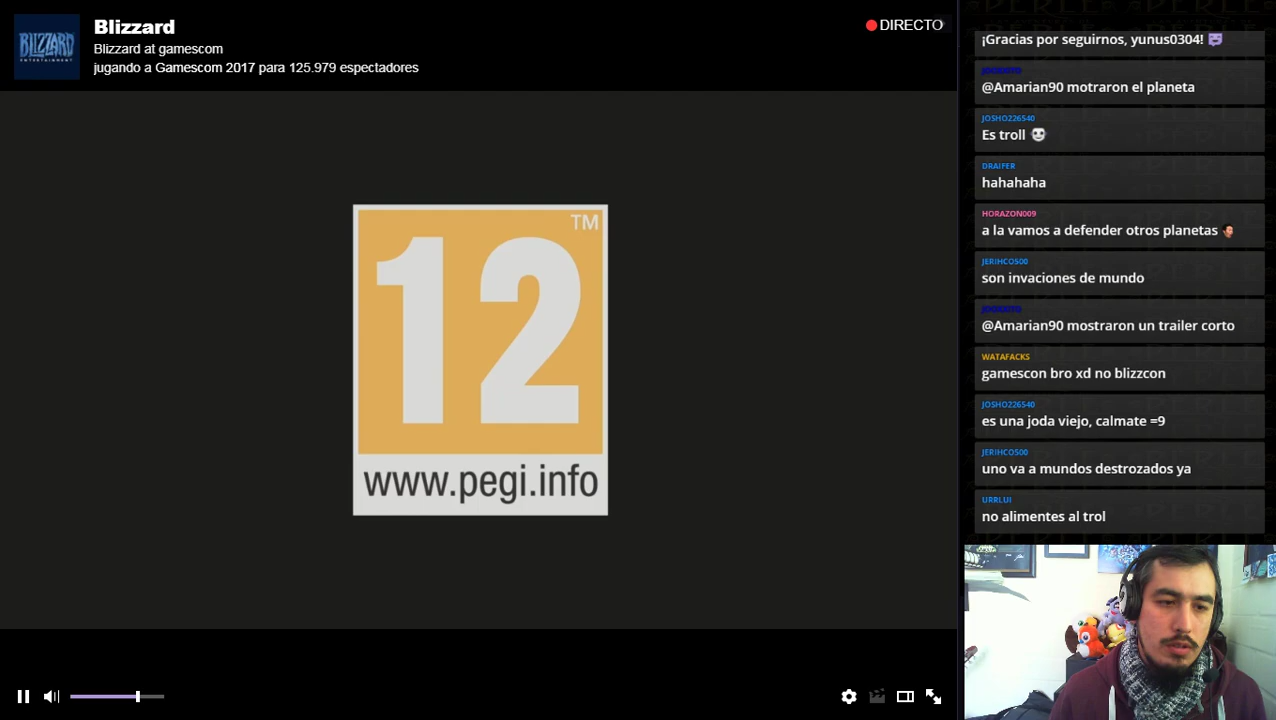 BLIZZARD
ENTERTAINMENT
Blizzard
Blizzard at gamescom
jugando a Gamescom 2017 para 125.979 espectadores
DIRECTO
TM
12
www.pegi.info
¡Gracias por seguirnos, yunus0304!
@Amarian90 motraron el planeta
JOSHO226540
Es troll
DRAIFER
hahahaha
HORAZON009
a la vamos a defender otros planetas
JERIHCO500
son invaciones de mundo
@Amarian90 mostraron un trailer corto
WATAFACKS
gamescon bro xd no blizzcon
JOSHO226540
es una joda viejo, calmate =9
JERIHCO500
uno va a mundos destrozados ya
URRLUI
no alimentes al trol